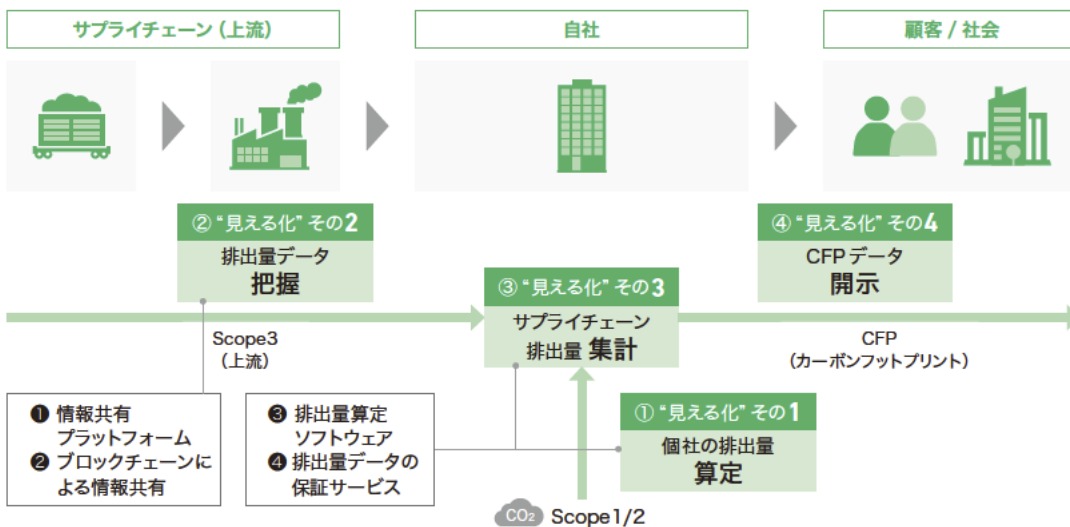 サプライチェーン（上流）
自社
顧客 / 社会
② “見える化” その2
排出量データ
把握
④ “見える化” その4
CFPデータ
開示
③ “見える化” その3
サプライチェーン
排出量 集計
Scope3
（上流）
CFP
（カーボンフットプリント）
❶ 情報共有
プラットフォーム
❷ ブロックチェーンに
よる情報共有
❸ 排出量算定
ソフトウェア
❹ 排出量データの
保証サービス
① “見える化” その1
個社の排出量
算定
CO₂ Scope1/2